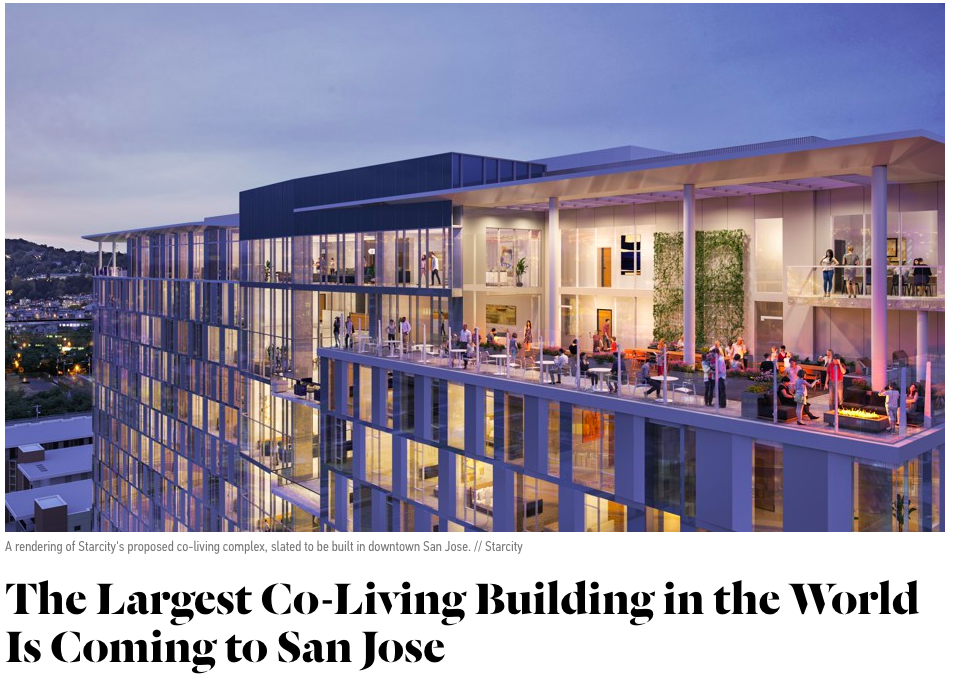 A rendering of Starcity's proposed co-living complex, slated to be built in downtown San Jose. // Starcity
The Largest Co-Living Building in the World
Is Coming to San Jose